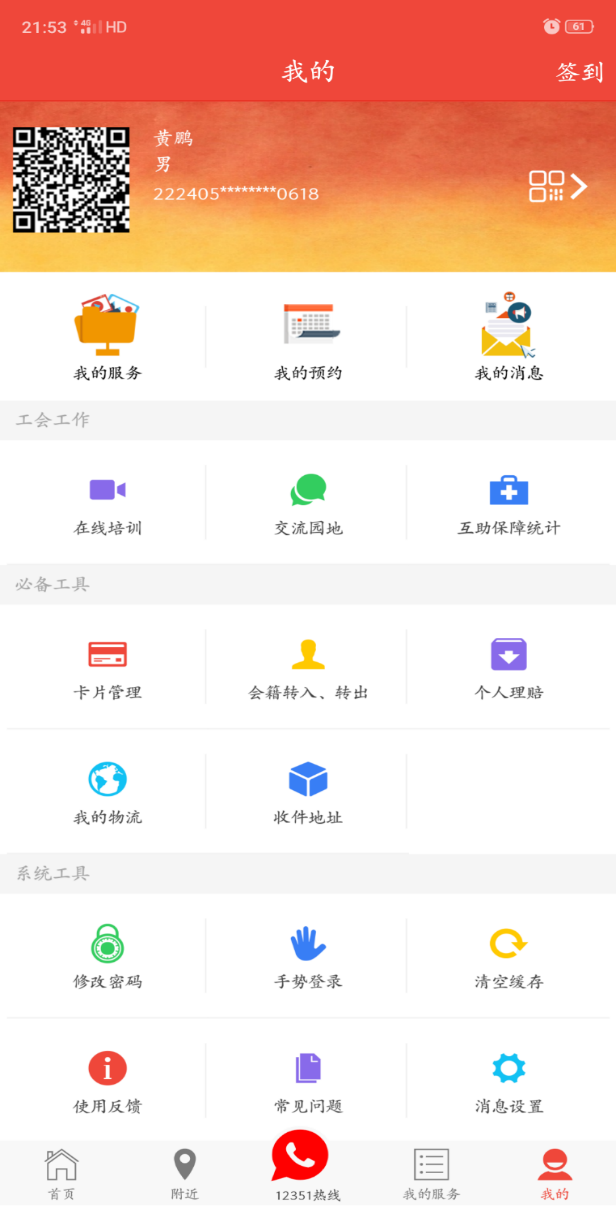 21:53 4G HD 61
我的 签到
黄鹏
男
222405********0618
我的服务 我的预约 我的消息
工会工作
在线培训 交流园地 互助保障统计
必备工具
卡片管理 会籍转入、转出 个人理赔
我的物流 收件地址
系统工具
修改密码 手势登录 清空缓存
使用反馈 常见问题 消息设置
首页 附近 12351热线 我的服务 我的